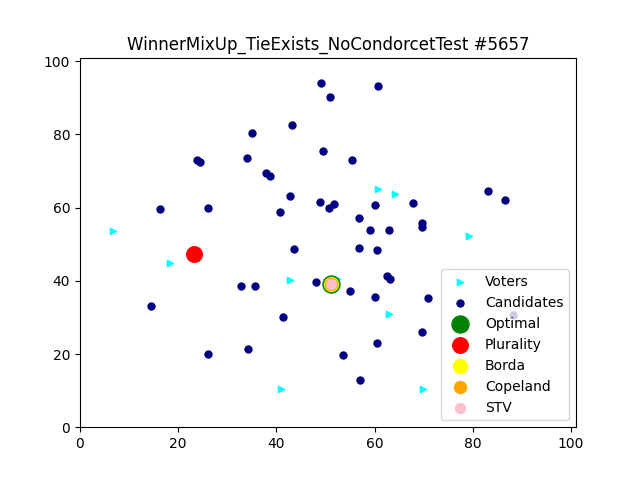 WinnerMixUp_TieExists_NoCondorcetTest #5657
100
80
60
40
20
0
0 20 40 60 80 100
Voters
Candidates
Optimal
Plurality
Borda
Copeland
STV